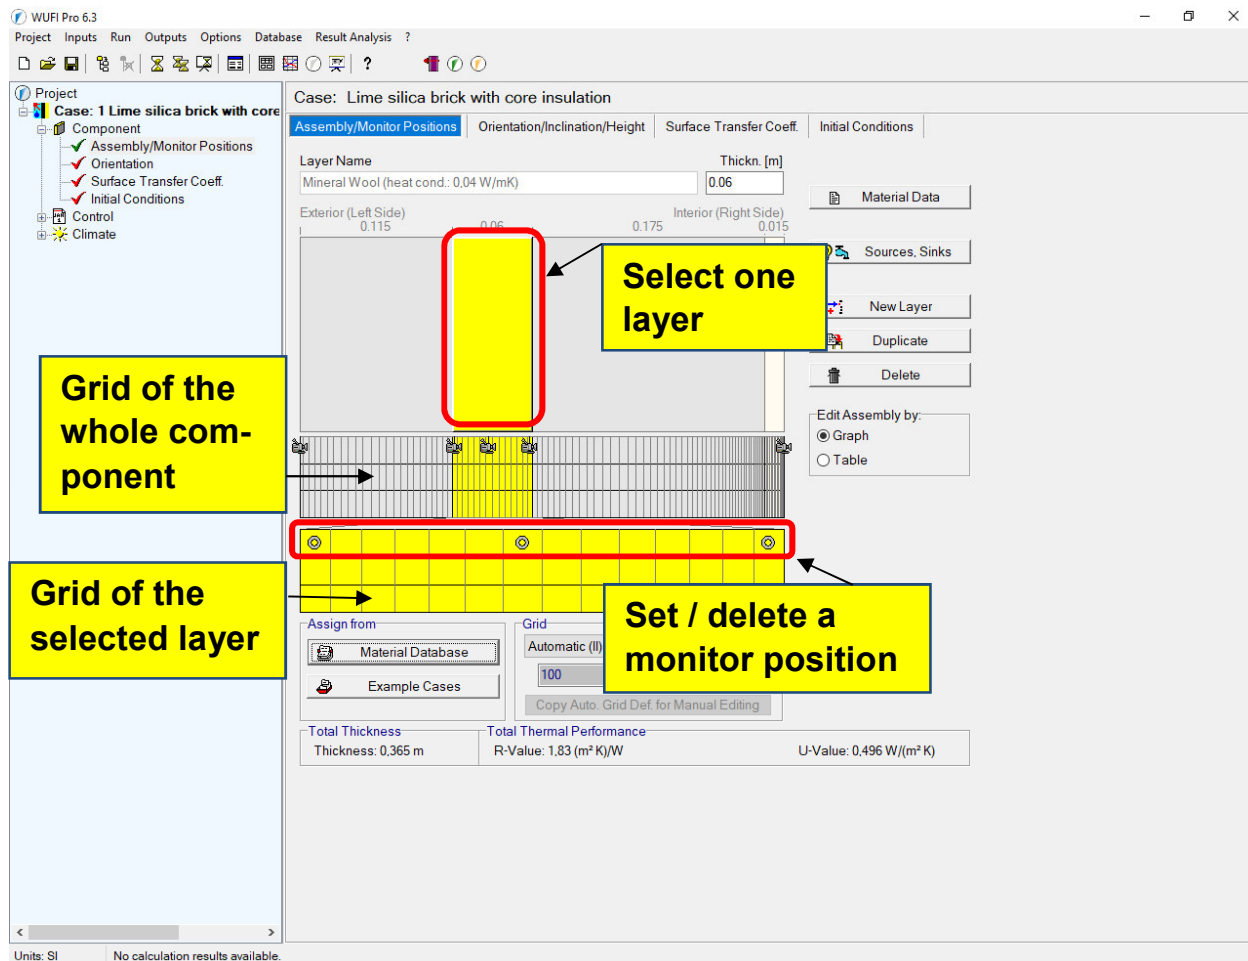 WUFI Pro 6.3
Project Inputs Run Outputs Options Database Result Analysis ?
Project
Case: 1 Lime silica brick with core
Component
Assembly/Monitor Positions
Orientation
Surface Transfer Coeff.
Initial Conditions
Control
Climate
Case: Lime silica brick with core insulation
Assembly/Monitor Positions Orientation/Inclination/Height Surface Transfer Coeff. Initial Conditions
Layer Name Thickn. [m]
Mineral Wool (heat cond.: 0,04 W/mK) 0.06
Material Data
Exterior (Left Side) Interior (Right Side)
0.115 0.06 0.175 0.015
Sources, Sinks
Select one
layer
New Layer
Duplicate
Delete
Grid of the
whole com-
ponent
Edit Assembly by:
Graph
Table
Grid of the
selected layer
Set / delete a
monitor position
Assign from
Material Database
Example Cases
Grid
Automatic (II)
100
Copy Auto. Grid Def. for Manual Editing
Total Thickness
Thickness: 0,365 m
Total Thermal Performance
R-Value: 1,83 (m² K)/W U-Value: 0,496 W/(m² K)
Units: SI No calculation results available.